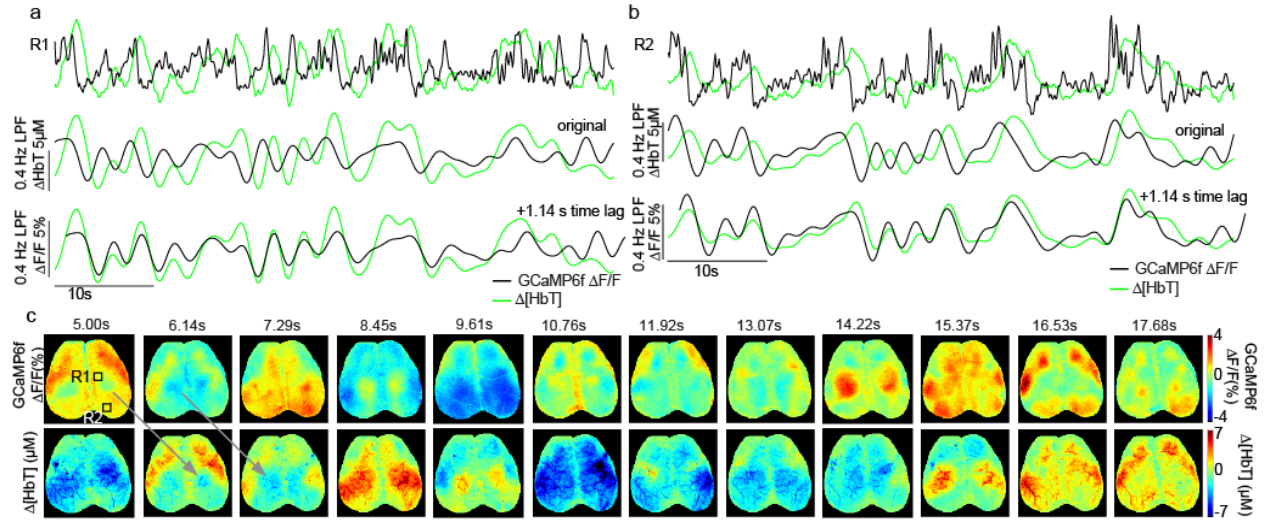 a
b
R1
R2
0.4 Hz LPF
ΔHbT 5μM
original
0.4 Hz LPF
ΔHbT 5μM
original
0.4 Hz LPF
ΔF/F 5%
+1.14 s time lag
0.4 Hz LPF
ΔF/F 5%
+1.14 s time lag
10s
GCaMP6f ΔF/F
Δ[HbT]
10s
GCaMP6f ΔF/F
Δ[HbT]
c
5.00s 6.14s 7.29s 8.45s 9.61s 10.76s 11.92s 13.07s 14.22s 15.37s 16.53s 17.68s
GCaMP6f
ΔF/F(%)
R1
R2
4
0
-4
GCaMP6f
ΔF/F(%)
Δ[HbT] (μM)
7
0
-7
Δ[HbT] (μM)